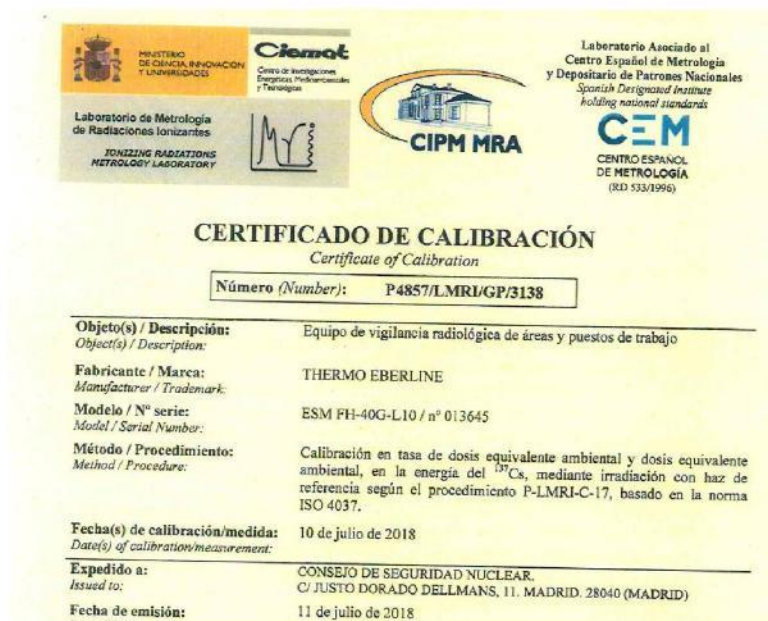 MINISTERIO
DE CIENCIA, INNOVACIÓN
Y UNIVERSIDADES
Ciemat
Centro de Investigaciones
Energéticas, Medioambientales
y Tecnológicas
Laboratorio de Metrología
de Radiaciones Ionizantes
IONIZING RADIATIONS
METROLOGY LABORATORY
CIPM MRA
Laboratorio Asociado al
Centro Español de Metrología
y Depositario de Patrones Nacionales
Spanish Designated Institute
holding national standards
CEM
CENTRO ESPAÑOL
DE METROLOGÍA
(RD 533/1996)
CERTIFICADO DE CALIBRACIÓN
Certificate of Calibration
Número (Number): P4857/LMRI/GP/3138
Objeto(s) / Descripción: Equipo de vigilancia radiológica de áreas y puestos de trabajo
Object(s) / Description:
Fabricante / Marca: THERMO EBERLINE
Manufacturer / Trademark:
Modelo / Nº serie: ESM FH-40G-L10 / nº 013645
Model / Serial Number:
Método / Procedimiento: Calibración en tasa de dosis equivalente ambiental y dosis equivalente
Method / Procedure: ambiental, en la energía del ¹³⁷Cs, mediante irradiación con haz de
referencia según el procedimiento P-LMRI-C-17, basado en la norma
ISO 4037.
Fecha(s) de calibración/medida: 10 de julio de 2018
Date(s) of calibration/measurement:
Expedido a: CONSEJO DE SEGURIDAD NUCLEAR.
Issued to: C/ JUSTO DORADO DELLMANS, 11. MADRID. 28040 (MADRID)
Fecha de emisión: 11 de julio de 2018